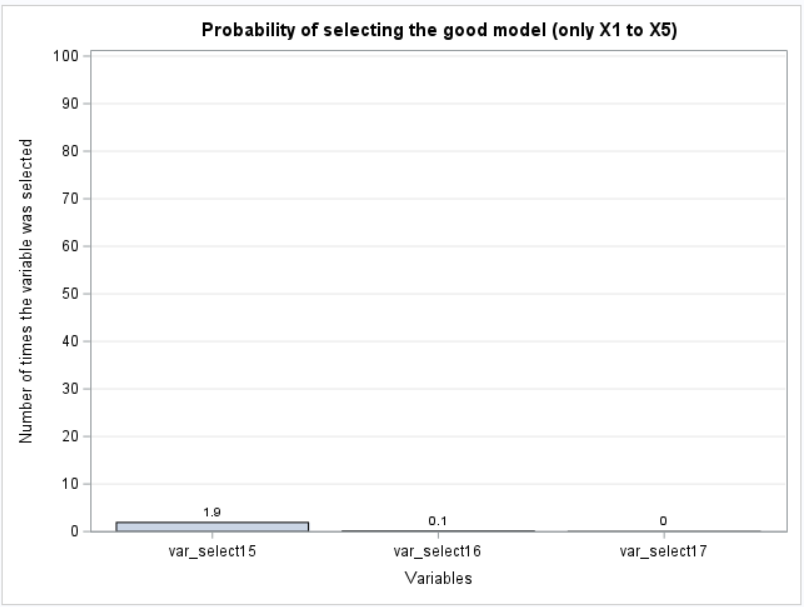 Probability of selecting the good model (only X1 to X5)
Number of times the variable was selected
100
90
80
70
60
50
40
30
20
10
0
1.9
0.1
0
var_select15
var_select16
var_select17
Variables